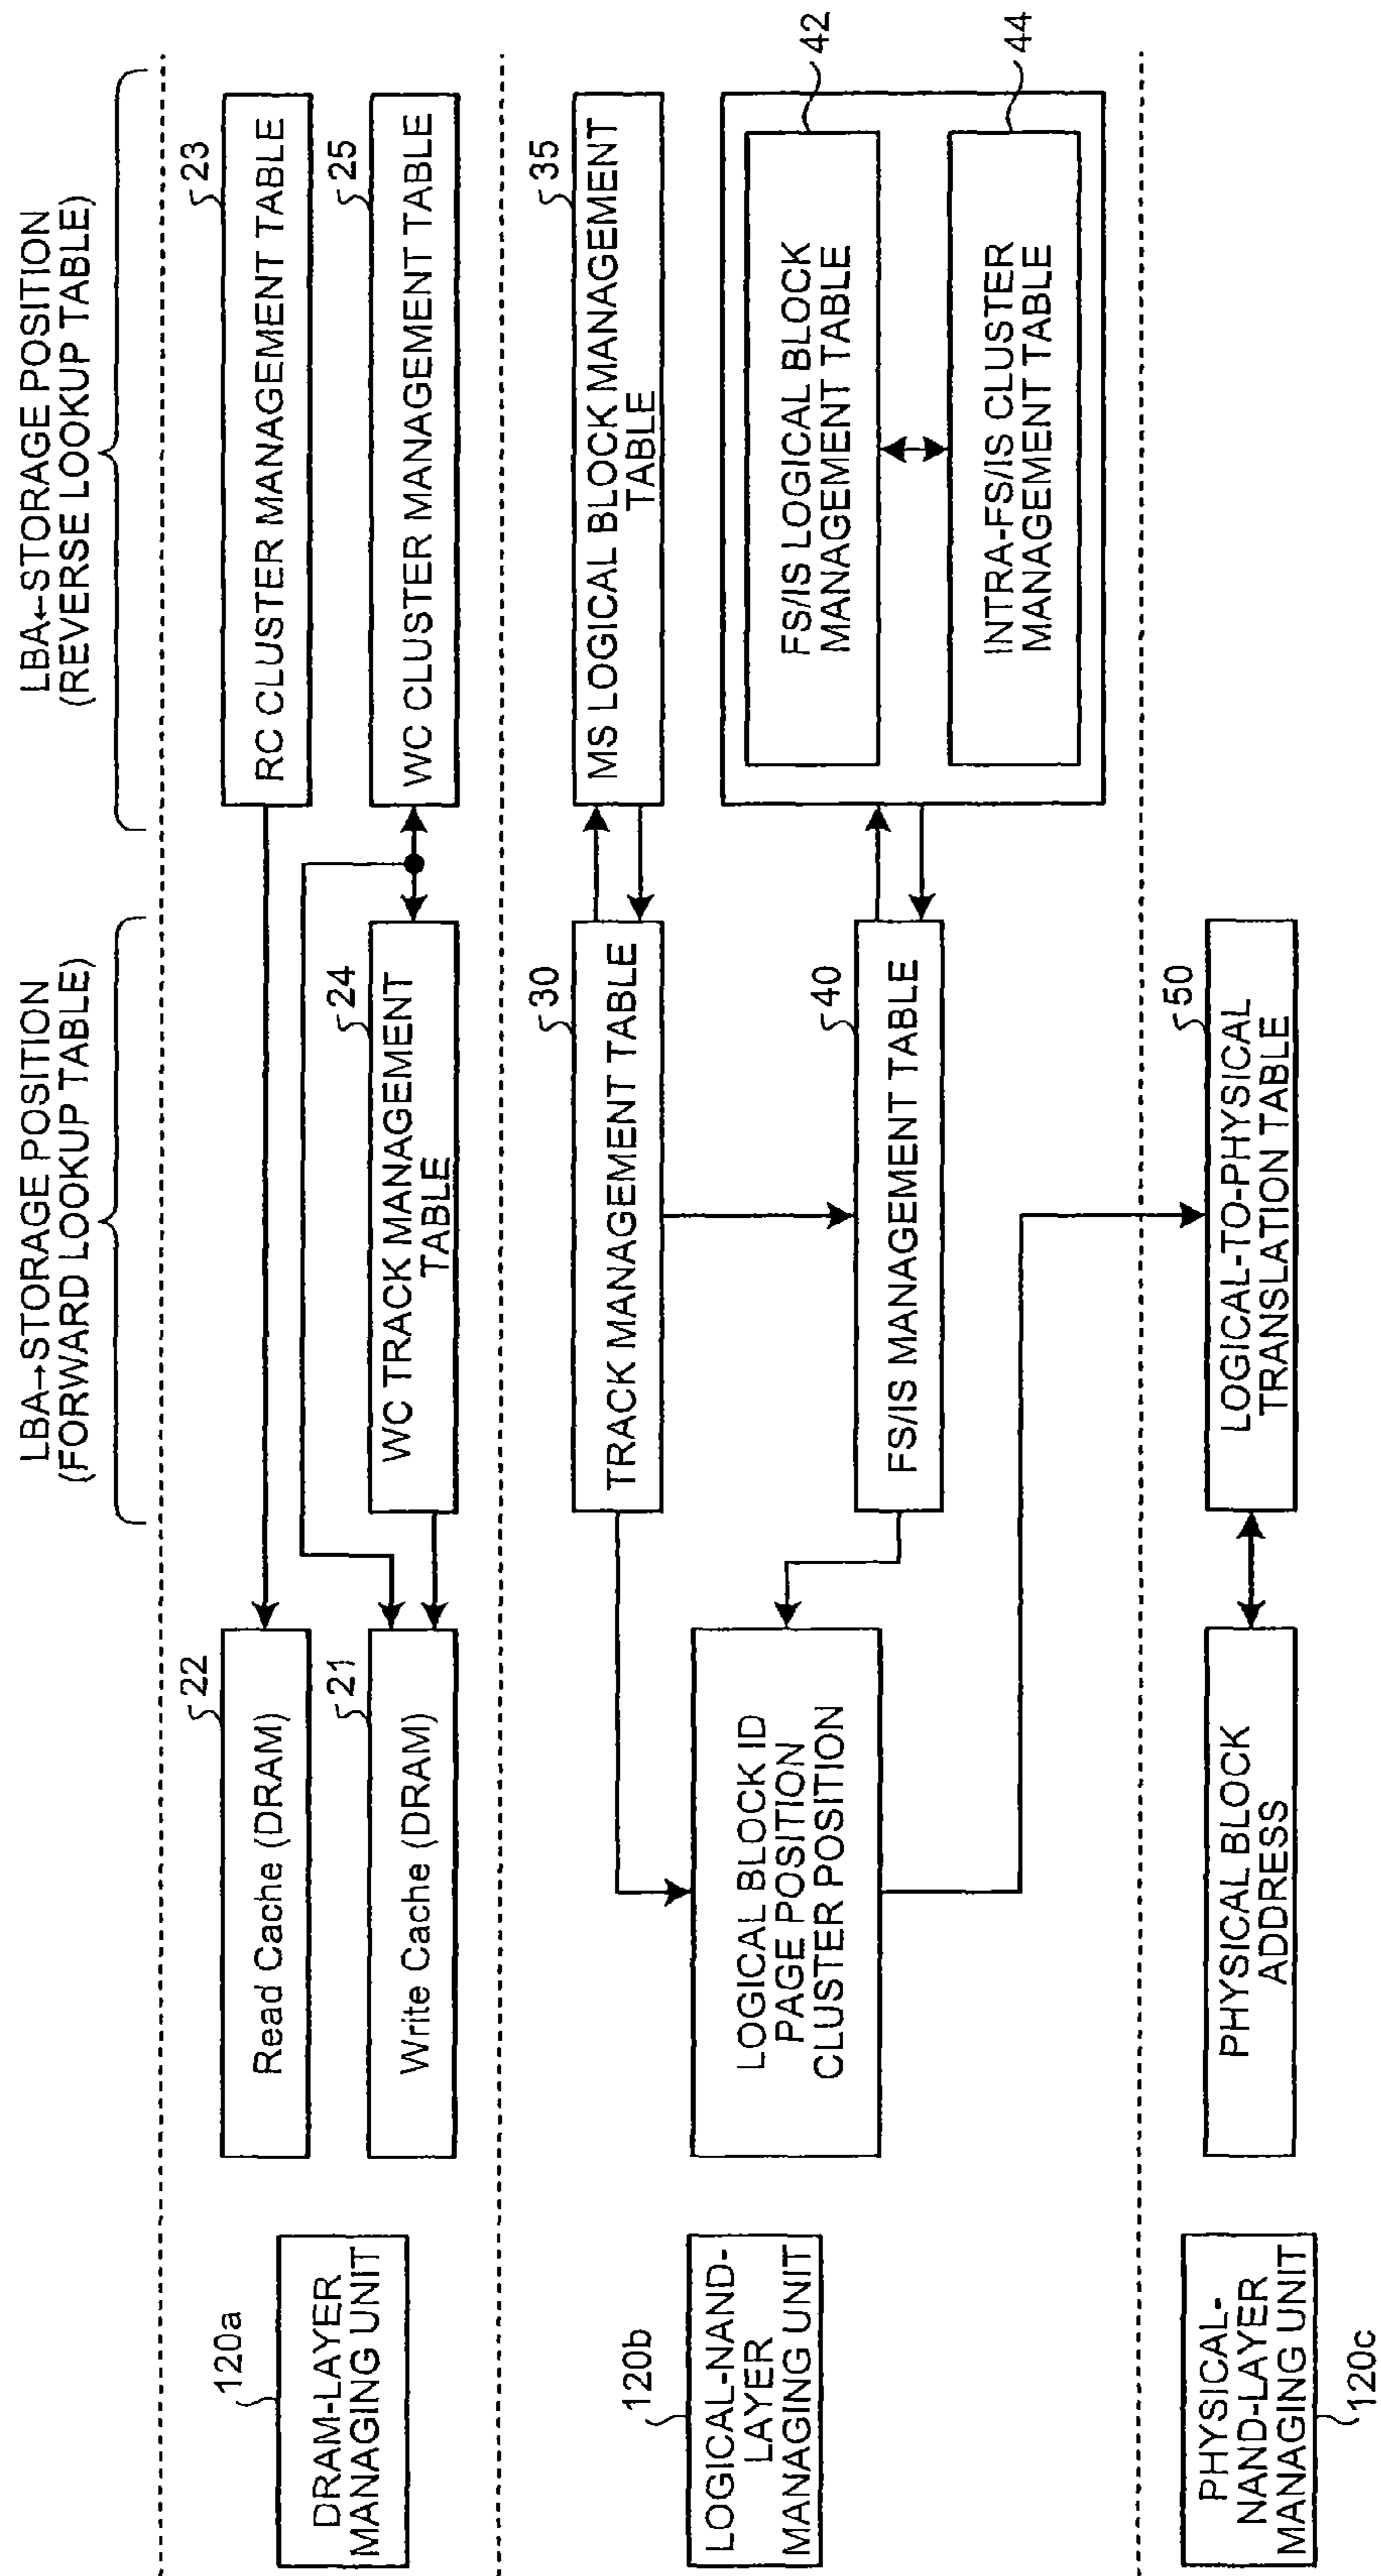 LBA→STORAGE POSITION
(FORWARD LOOKUP TABLE)
LBA←STORAGE POSITION
(REVERSE LOOKUP TABLE)
120a
DRAM-LAYER
MANAGING UNIT
22
Read Cache (DRAM)
23
RC CLUSTER MANAGEMENT TABLE
21
Write Cache (DRAM)
24
WC TRACK MANAGEMENT
TABLE
25
WC CLUSTER MANAGEMENT TABLE
120b
LOGICAL-NAND-
LAYER
MANAGING UNIT
30
TRACK MANAGEMENT TABLE
35
MS LOGICAL BLOCK MANAGEMENT
TABLE
LOGICAL BLOCK ID
PAGE POSITION
CLUSTER POSITION
40
FS/IS MANAGEMENT TABLE
FS/IS LOGICAL BLOCK
MANAGEMENT TABLE
42
INTRA-FS/IS CLUSTER
MANAGEMENT TABLE
44
PHYSICAL-
NAND-LAYER
MANAGING UNIT
120c
PHYSICAL BLOCK
ADDRESS
50
LOGICAL-TO-PHYSICAL
TRANSLATION TABLE